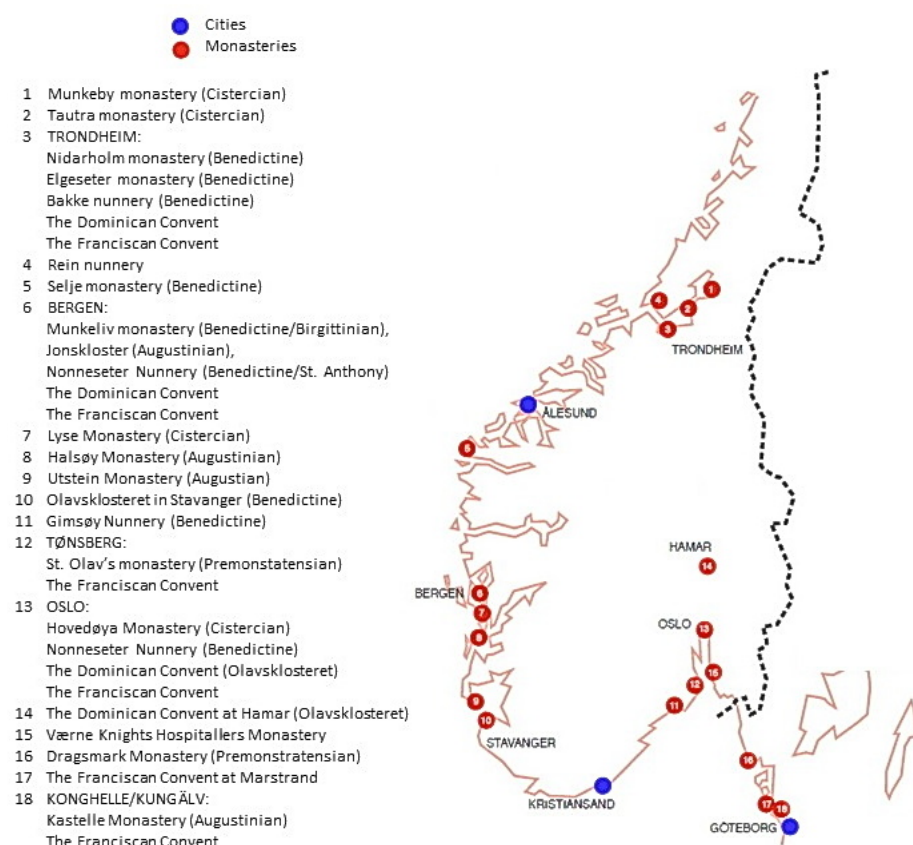 Cities
Monasteries
1 Munkeby monastery (Cistercian)
2 Tautra monastery (Cistercian)
3 TRONDHEIM:
Nidarholm monastery (Benedictine)
Elgeseter monastery (Benedictine)
Bakke nunnery (Benedictine)
The Dominican Convent
The Franciscan Convent
4 Rein nunnery
5 Selje monastery (Benedictine)
6 BERGEN:
Munkeliv monastery (Benedictine/Birgittinian),
Jonskloster (Augustinian),
Nonneseter Nunnery (Benedictine/St. Anthony)
The Dominican Convent
The Franciscan Convent
7 Lyse Monastery (Cistercian)
8 Halsøy Monastery (Augustinian)
9 Utstein Monastery (Augustian)
10 Olavsklosteret in Stavanger (Benedictine)
11 Gimsøy Nunnery (Benedictine)
12 TØNSBERG:
St. Olav's monastery (Premonstatensian)
The Franciscan Convent
13 OSLO:
Hovedøya Monastery (Cistercian)
Nonneseter Nunnery (Benedictine)
The Dominican Convent (Olavsklosteret)
The Franciscan Convent
14 The Dominican Convent at Hamar (Olavsklosteret)
15 Værne Knights Hospitallers Monastery
16 Dragsmark Monastery (Premonstratensian)
17 The Franciscan Convent at Marstrand
18 KONGHELLE/KUNGÄLV:
Kastelle Monastery (Augustinian)
The Franciscan Convent
1
4
2
3
TRONDHEIM
ÅLESUND
5
HAMAR
14
BERGEN
6
7
8
OSLO
13
15
12
11
9
10
STAVANGER
16
KRISTIANSAND
17
18
GÖTEBORG